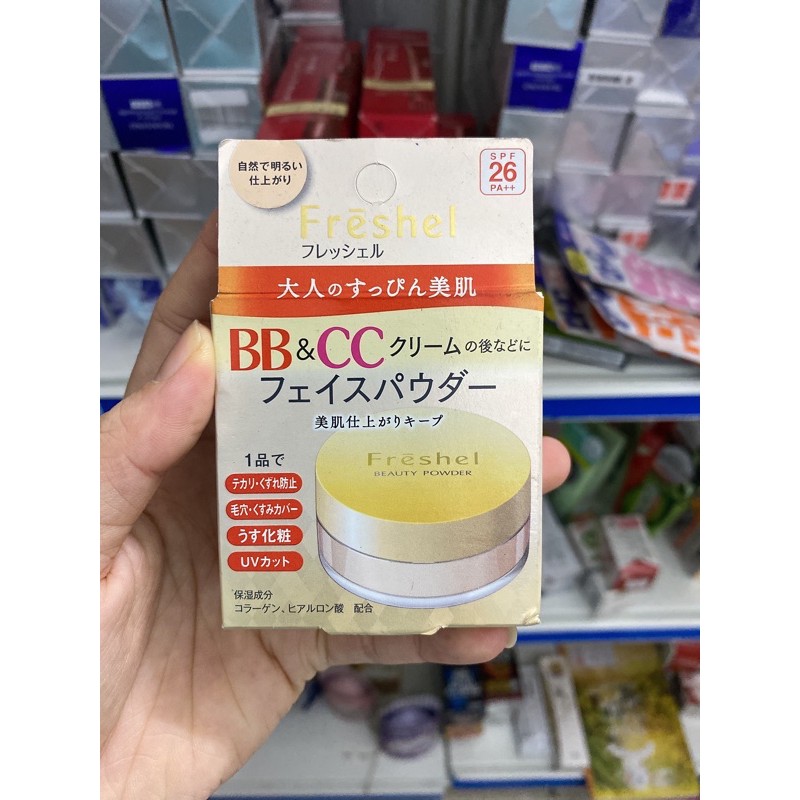 自然で明るい
仕上がり
SPF
26
PA++
Frēshel
フレッシェル
大人のすっぴん美肌
BB&CCクリームの後などに
フェイスパウダー
美肌仕上がりキープ
Frēshel
BEAUTY POWDER
1品で
テカリ・くずれ防止
毛穴・くすみカバー
うす化粧
UVカット
保湿成分
コラーゲン、ヒアルロン酸 配合